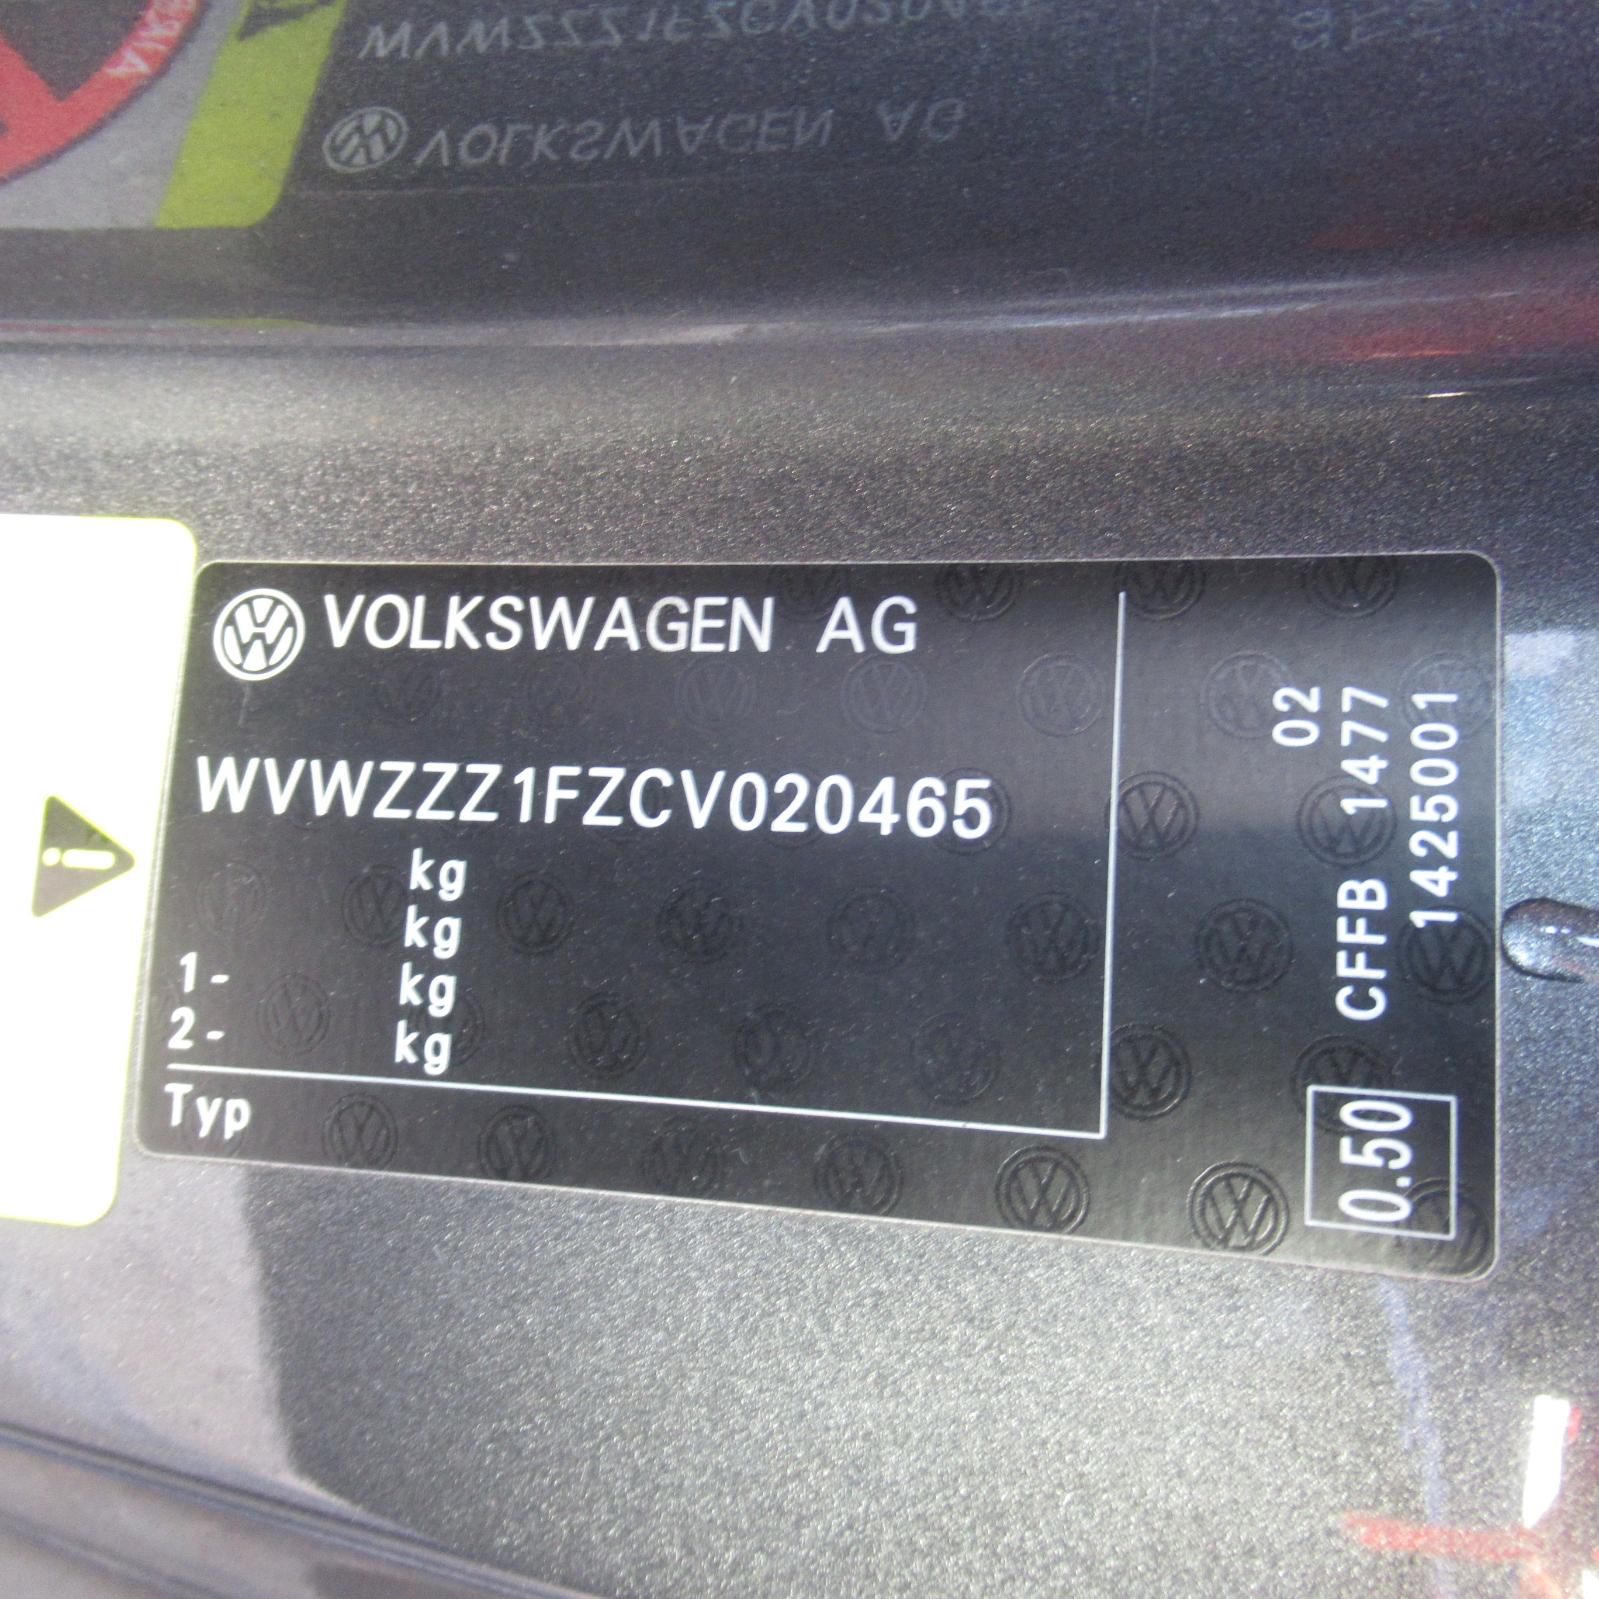 VOLKSWAGEN AG
WVWZZZ1FZCV020465
kg
kg
1- kg
2- kg
Typ
02
CFFB 1477
1425001
0.50
VOLKSWAGEN AG